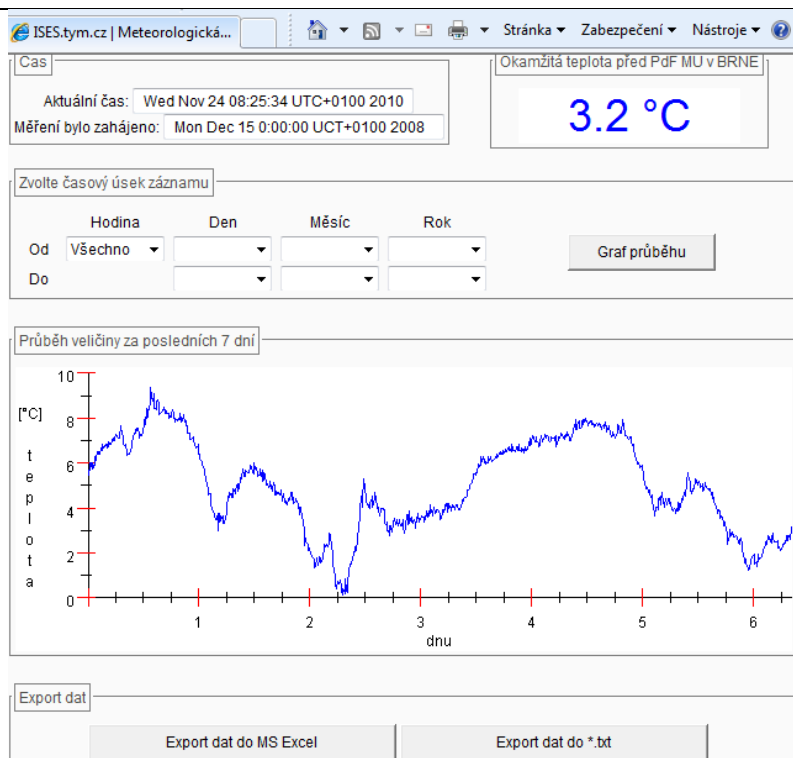 ISES.tym.cz | Meteorologická...
Stránka Zabezpečení Nástroje
Čas
Aktuální čas: Wed Nov 24 08:25:34 UTC+0100 2010
Měření bylo zahájeno: Mon Dec 15 0:00:00 UCT+0100 2008
Okamžitá teplota před PdF MU v BRNE
3.2 °C
Zvolte časový úsek záznamu
Hodina Den Měsíc Rok
Od Všechno
Do
Graf průběhu
Průběh veličiny za posledních 7 dní
[°C]
teplota
10
8
6
4
2
0
1 2 3 4 5 6
dnu
Export dat
Export dat do MS Excel Export dat do *.txt